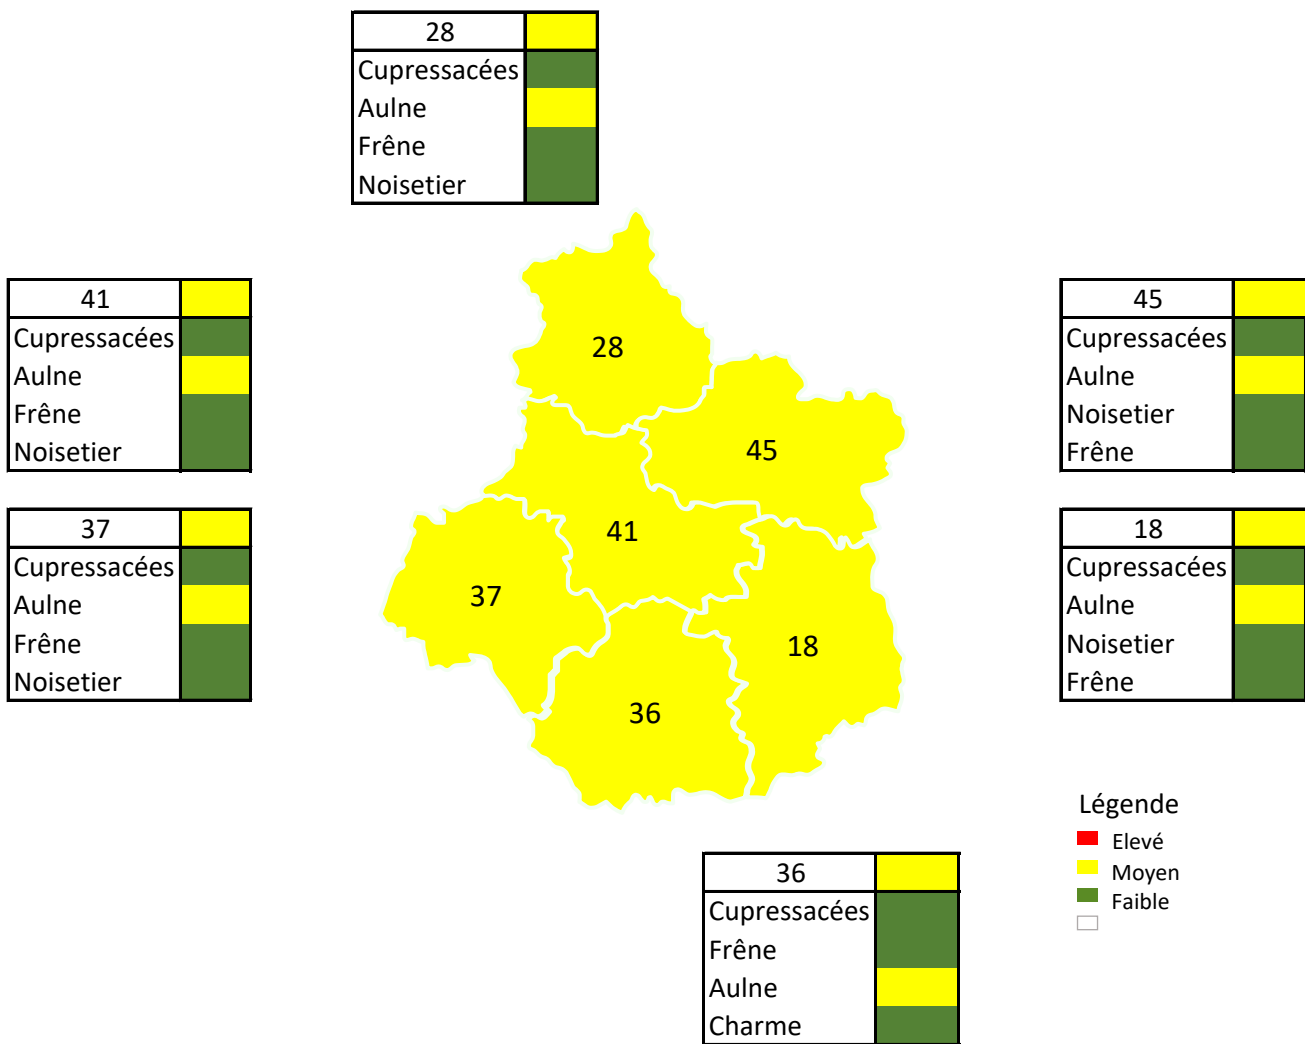 28
Cupressacées
Aulne
Frêne
Noisetier
41
Cupressacées
Aulne
Frêne
Noisetier
37
Cupressacées
Aulne
Frêne
Noisetier
28
45
41
37
18
36
45
Cupressacées
Aulne
Noisetier
Frêne
18
Cupressacées
Aulne
Noisetier
Frêne
Légende
Elevé
Moyen
Faible
36
Cupressacées
Frêne
Aulne
Charme